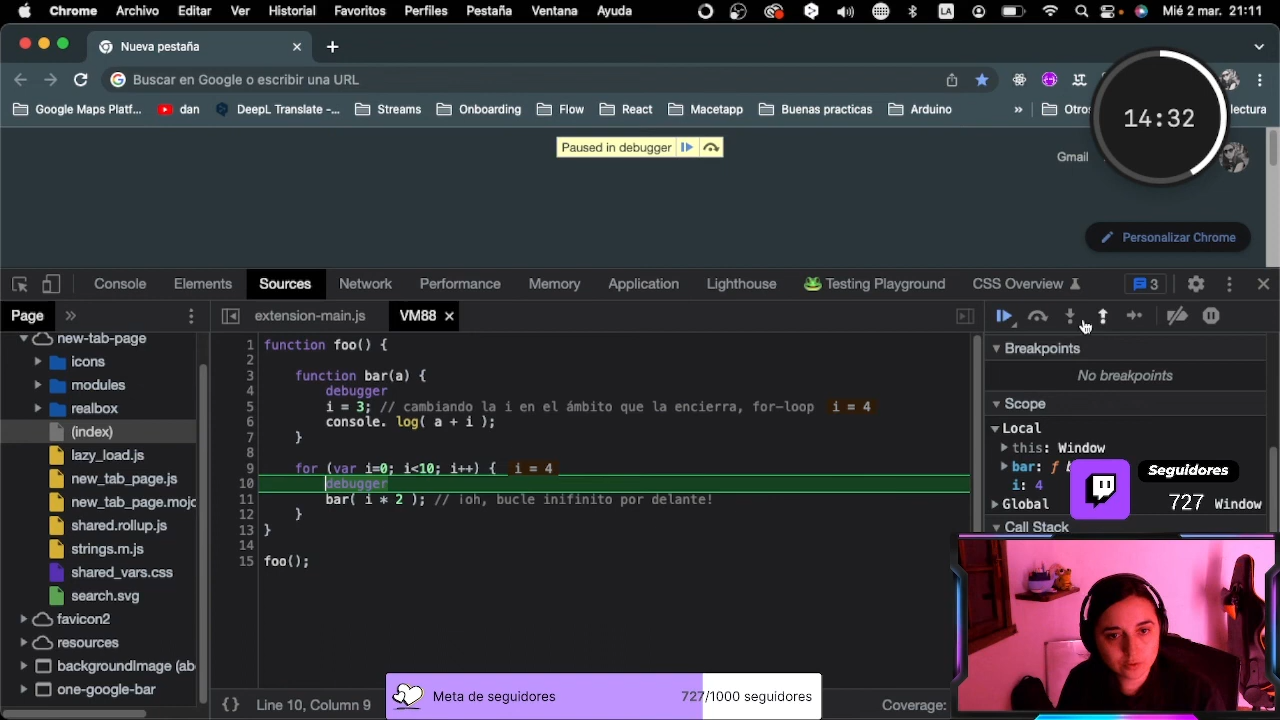 Chrome Archivo Editar Ver Historial Favoritos Perfiles Pestaña Ventana Ayuda LA Mié 2 mar. 21:11
Nueva pestaña
Buscar en Google o escribir una URL
Google Maps Platf... dan DeepL Translate -... Streams Onboarding Flow React Macetapp Buenas practicas Arduino » Otros lectura
14:32
Paused in debugger
Gmail
Personalizar Chrome
Console Elements Sources Network Performance Memory Application Lighthouse Testing Playground CSS Overview 3
Page » extension-main.js VM88
new-tab-page
icons
modules
realbox
(index)
lazy_load.js
new_tab_page.js
new_tab_page.mojo
shared.rollup.js
strings.m.js
shared_vars.css
search.svg
favicon2
resources
backgroundImage (abo
one-google-bar
1 function foo() {
2
3 function bar(a) {
4 debugger
5 i = 3; // cambiando la i en el ámbito que la encierra, for-loop i = 4
6 console. log( a + i );
7 }
8
9 for (var i=0; i<10; i++) { i = 4
10 debugger
11 bar( i * 2 ); // ¡oh, bucle inifinito por delante!
12 }
13 }
14
15 foo();
Breakpoints
No breakpoints
Scope
Local
this: Window
bar: ƒ
i: 4
Global Window
Call Stack
Seguidores
727
{} Line 10, Column 9 Coverage:
Meta de seguidores 727/1000 seguidores